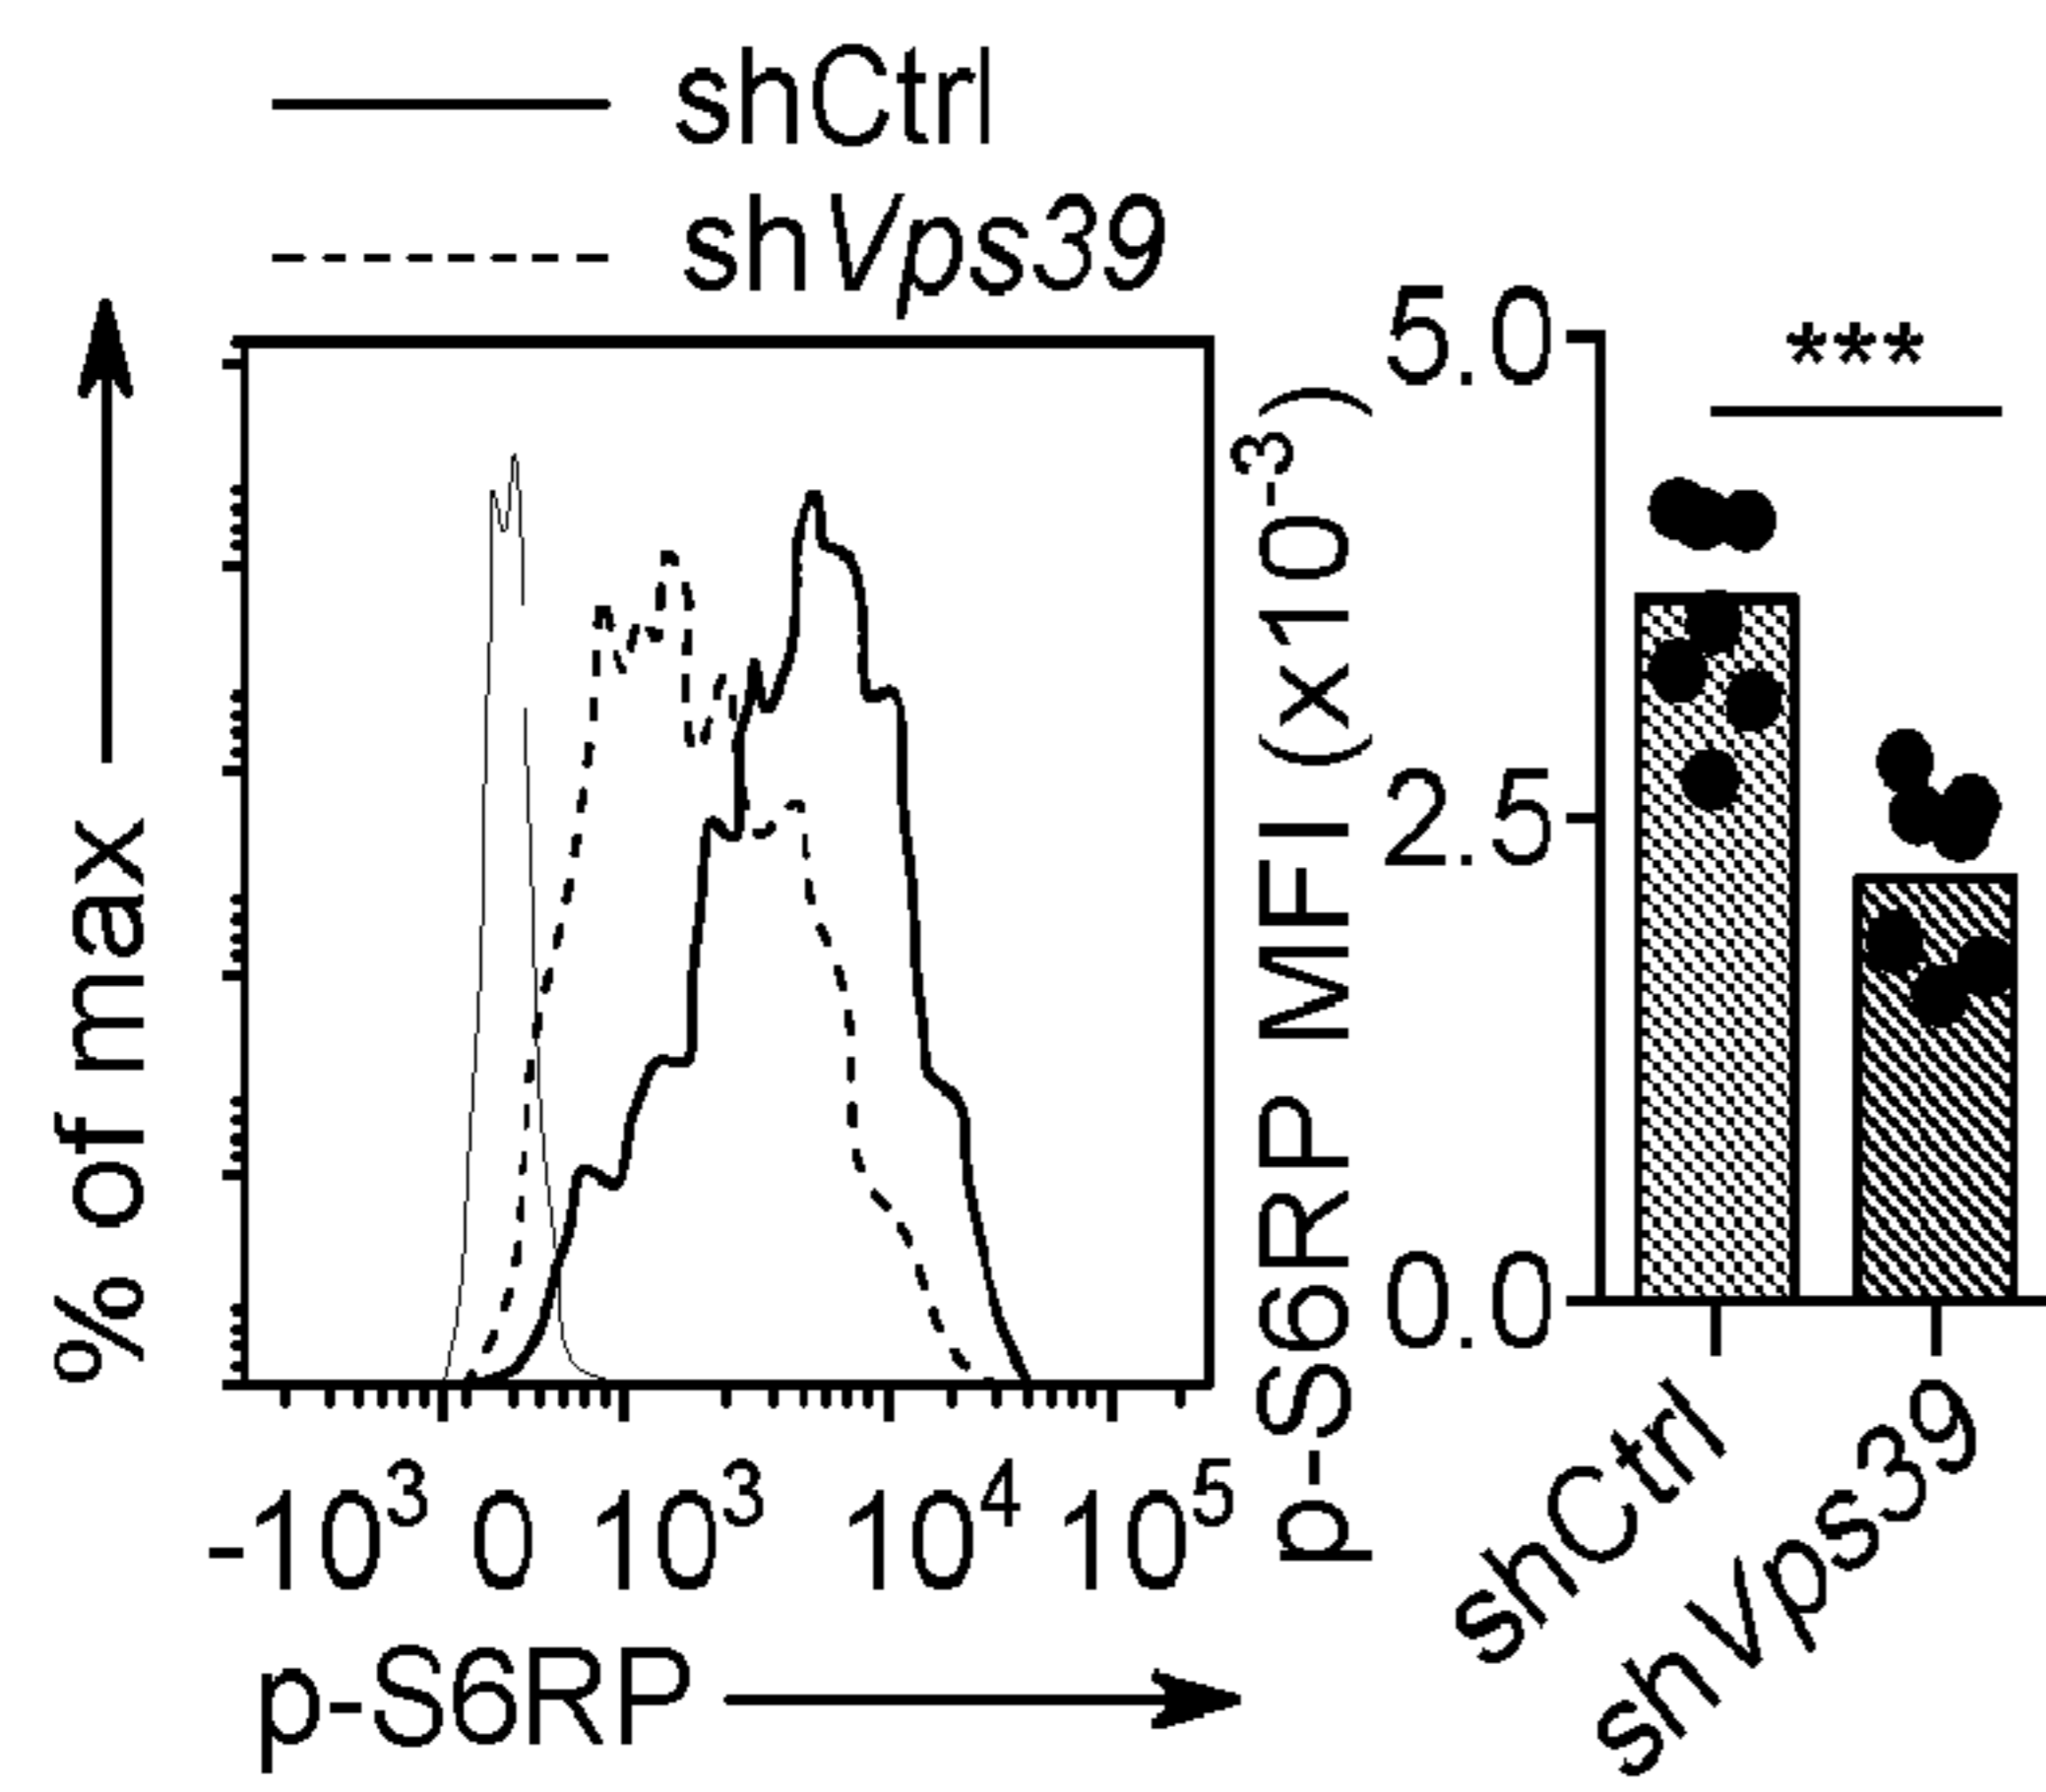 shCtrl
shVps39
% of max
-10³ 0 10³ 10⁴ 10⁵
p-S6RP
p-S6RP MFI (x10⁻³)
5.0
2.5
0.0
***
shCtrl
shVps39